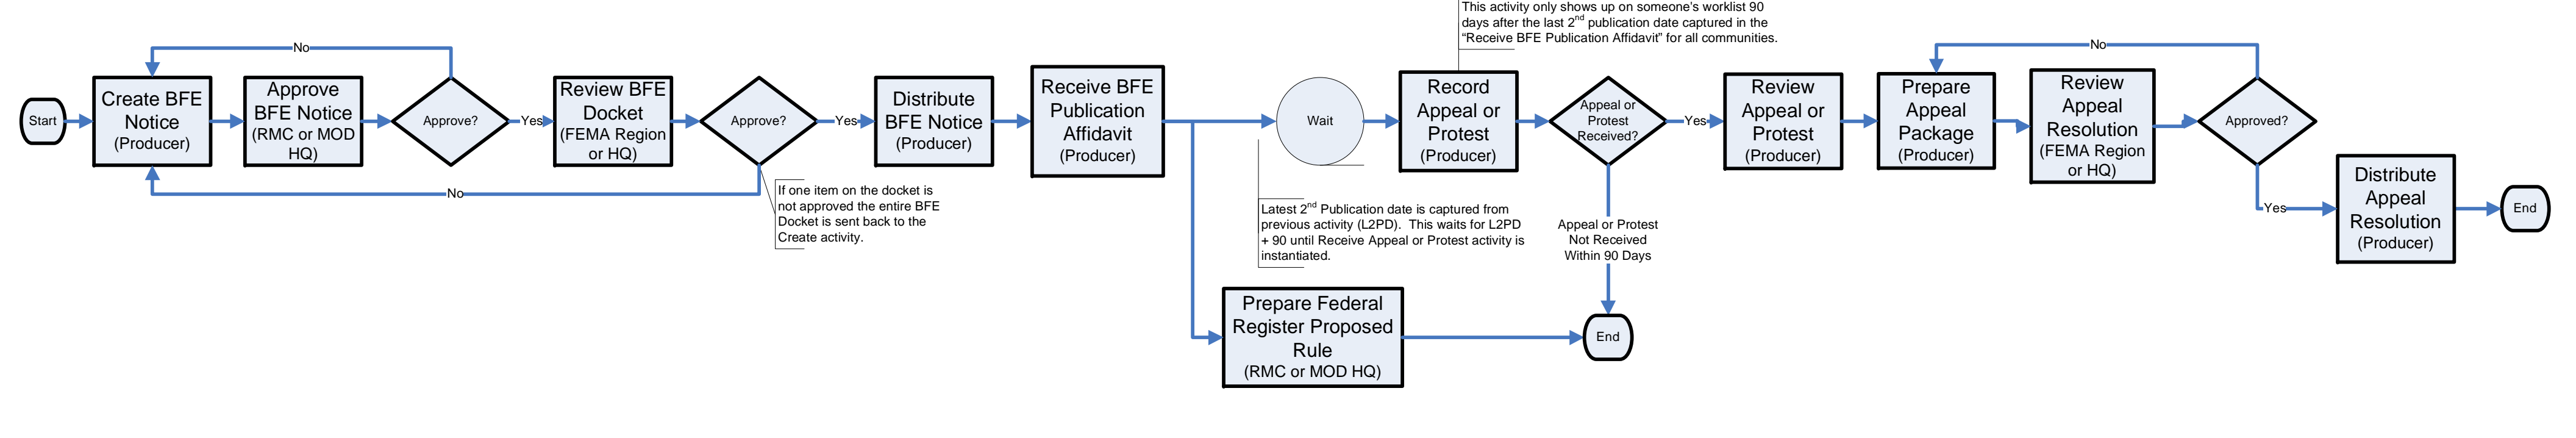 Start
Create BFE
Notice
(Producer)
No
Approve
BFE Notice
(RMC or MOD
HQ)
Approve?
Yes
Review BFE
Docket
(FEMA Region
or HQ)
Approve?
No
If one item on the docket is
not approved the entire BFE
Docket is sent back to the
Create activity.
Yes
Distribute
BFE Notice
(Producer)
Receive BFE
Publication
Affidavit
(Producer)
Wait
Latest 2nd Publication date is captured from
previous activity (L2PD).  This waits for L2PD
+ 90 until Receive Appeal or Protest activity is
instantiated.
Prepare Federal
Register Proposed
Rule
(RMC or MOD HQ)
This activity only shows up on someone's worklist 90
days after the last 2nd publication date captured in the
“Receive BFE Publication Affidavit” for all communities.
Record
Appeal or
Protest
(Producer)
Appeal or
Protest
Received?
Appeal or Protest
Not Received
Within 90 Days
End
Yes
Review
Appeal or
Protest
(Producer)
Prepare
Appeal
Package
(Producer)
No
Review
Appeal
Resolution
(FEMA Region
or HQ)
Approved?
Yes
Distribute
Appeal
Resolution
(Producer)
End